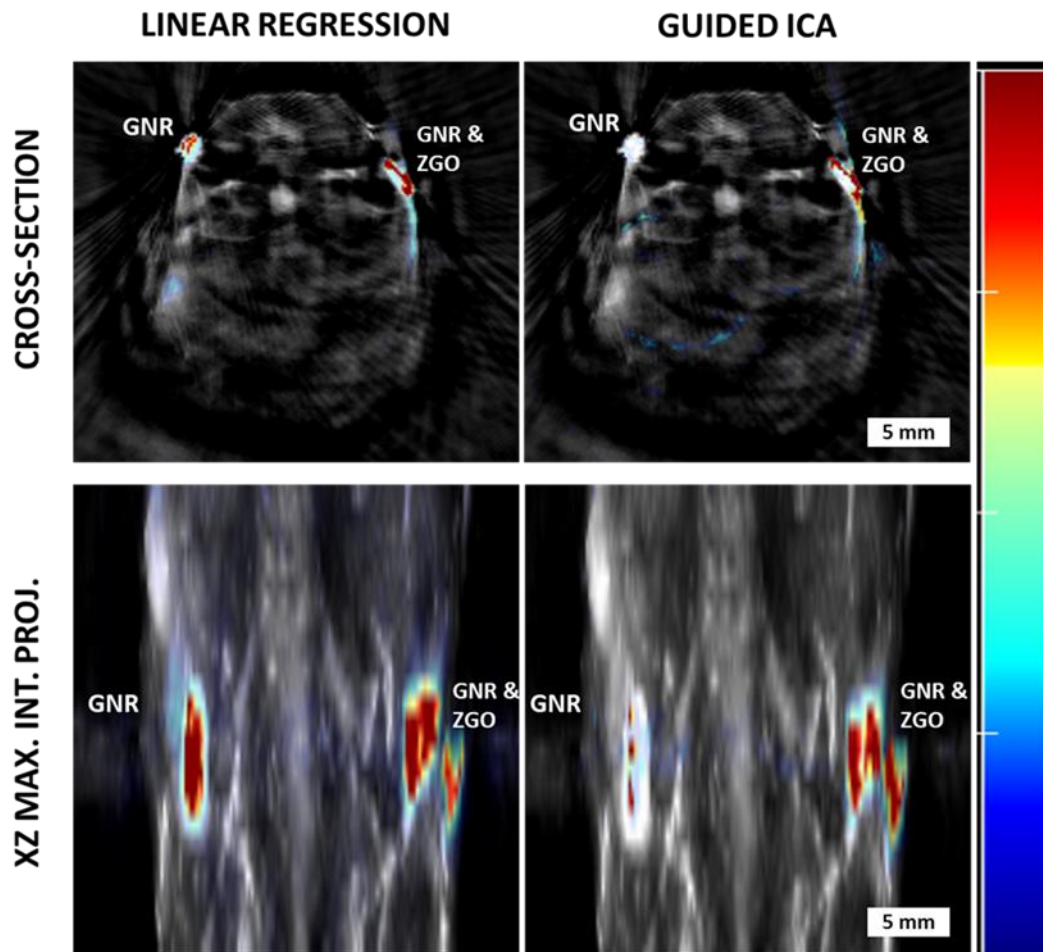 LINEAR REGRESSION
GUIDED ICA
CROSS-SECTION
GNR
GNR &
ZGO
GNR
GNR &
ZGO
5 mm
XZ MAX. INT. PROJ.
GNR
GNR &
ZGO
GNR
GNR &
ZGO
5 mm